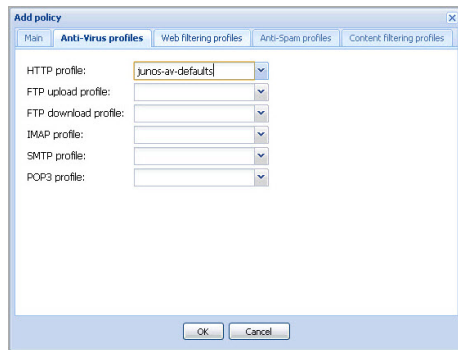 Add policy
Main Anti-Virus profiles Web filtering profiles Anti-Spam profiles Content filtering profiles
HTTP profile: junos-av-defaults
FTP upload profile:
FTP download profile:
IMAP profile:
SMTP profile:
POP3 profile:
OK Cancel